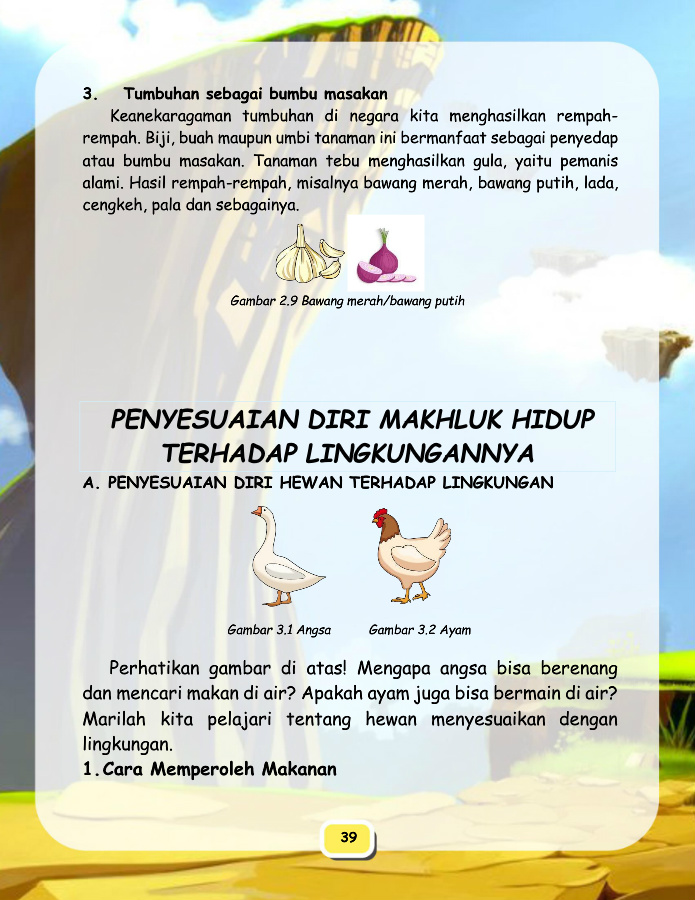 3. Tumbuhan sebagai bumbu masakan
Keanekaragaman tumbuhan di negara kita menghasilkan rempah-
rempah. Biji, buah maupun umbi tanaman ini bermanfaat sebagai penyedap
atau bumbu masakan. Tanaman tebu menghasilkan gula, yaitu pemanis
alami. Hasil rempah-rempah, misalnya bawang merah, bawang putih, lada,
cengkeh, pala dan sebagainya.
Gambar 2.9 Bawang merah/bawang putih
PENYESUAIAN DIRI MAKHLUK HIDUP
TERHADAP LINGKUNGANNYA
A. PENYESUAIAN DIRI HEWAN TERHADAP LINGKUNGAN
Gambar 3.1 Angsa Gambar 3.2 Ayam
Perhatikan gambar di atas! Mengapa angsa bisa berenang
dan mencari makan di air? Apakah ayam juga bisa bermain di air?
Marilah kita pelajari tentang hewan menyesuaikan dengan
lingkungan.
1. Cara Memperoleh Makanan
39